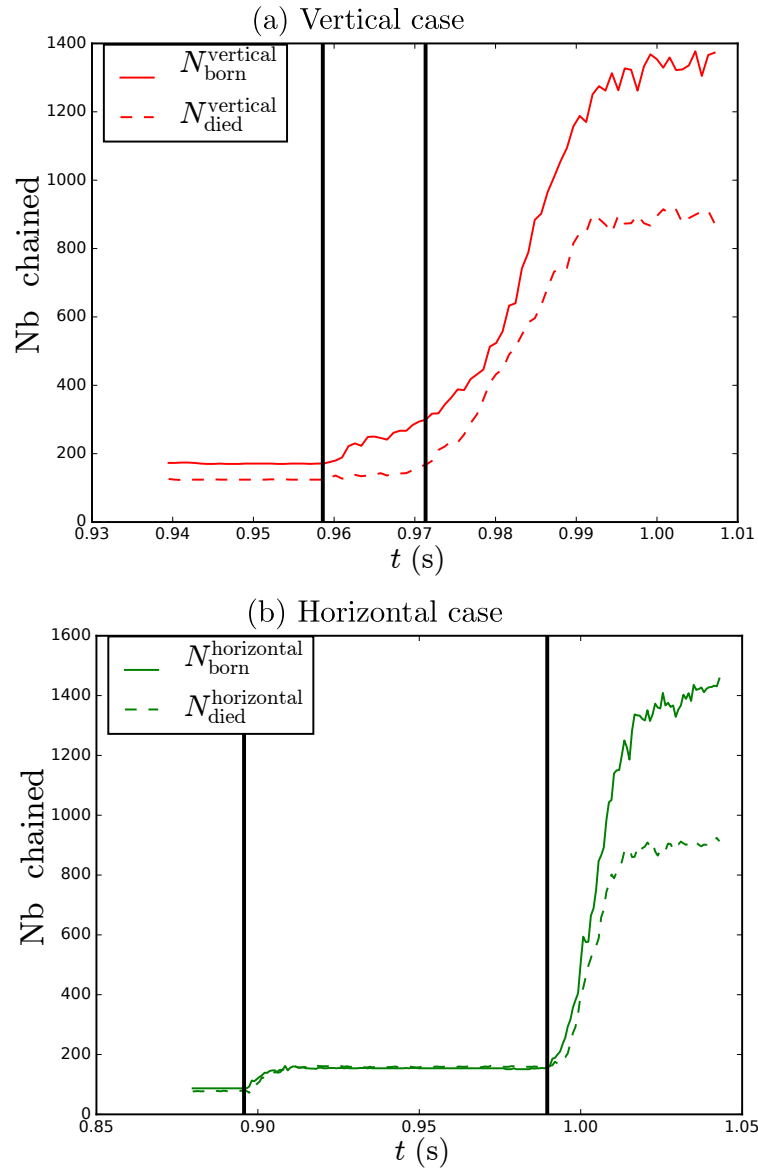 (a) Vertical case
1400
1200
1000
800
600
400
200
0
Nb chained
N_born^vertical
N_died^vertical
0.93 0.94 0.95 0.96 0.97 0.98 0.99 1.00 1.01
t (s)
(b) Horizontal case
1600
1400
1200
1000
800
600
400
200
0
Nb chained
N_born^horizontal
N_died^horizontal
0.85 0.90 0.95 1.00 1.05
t (s)